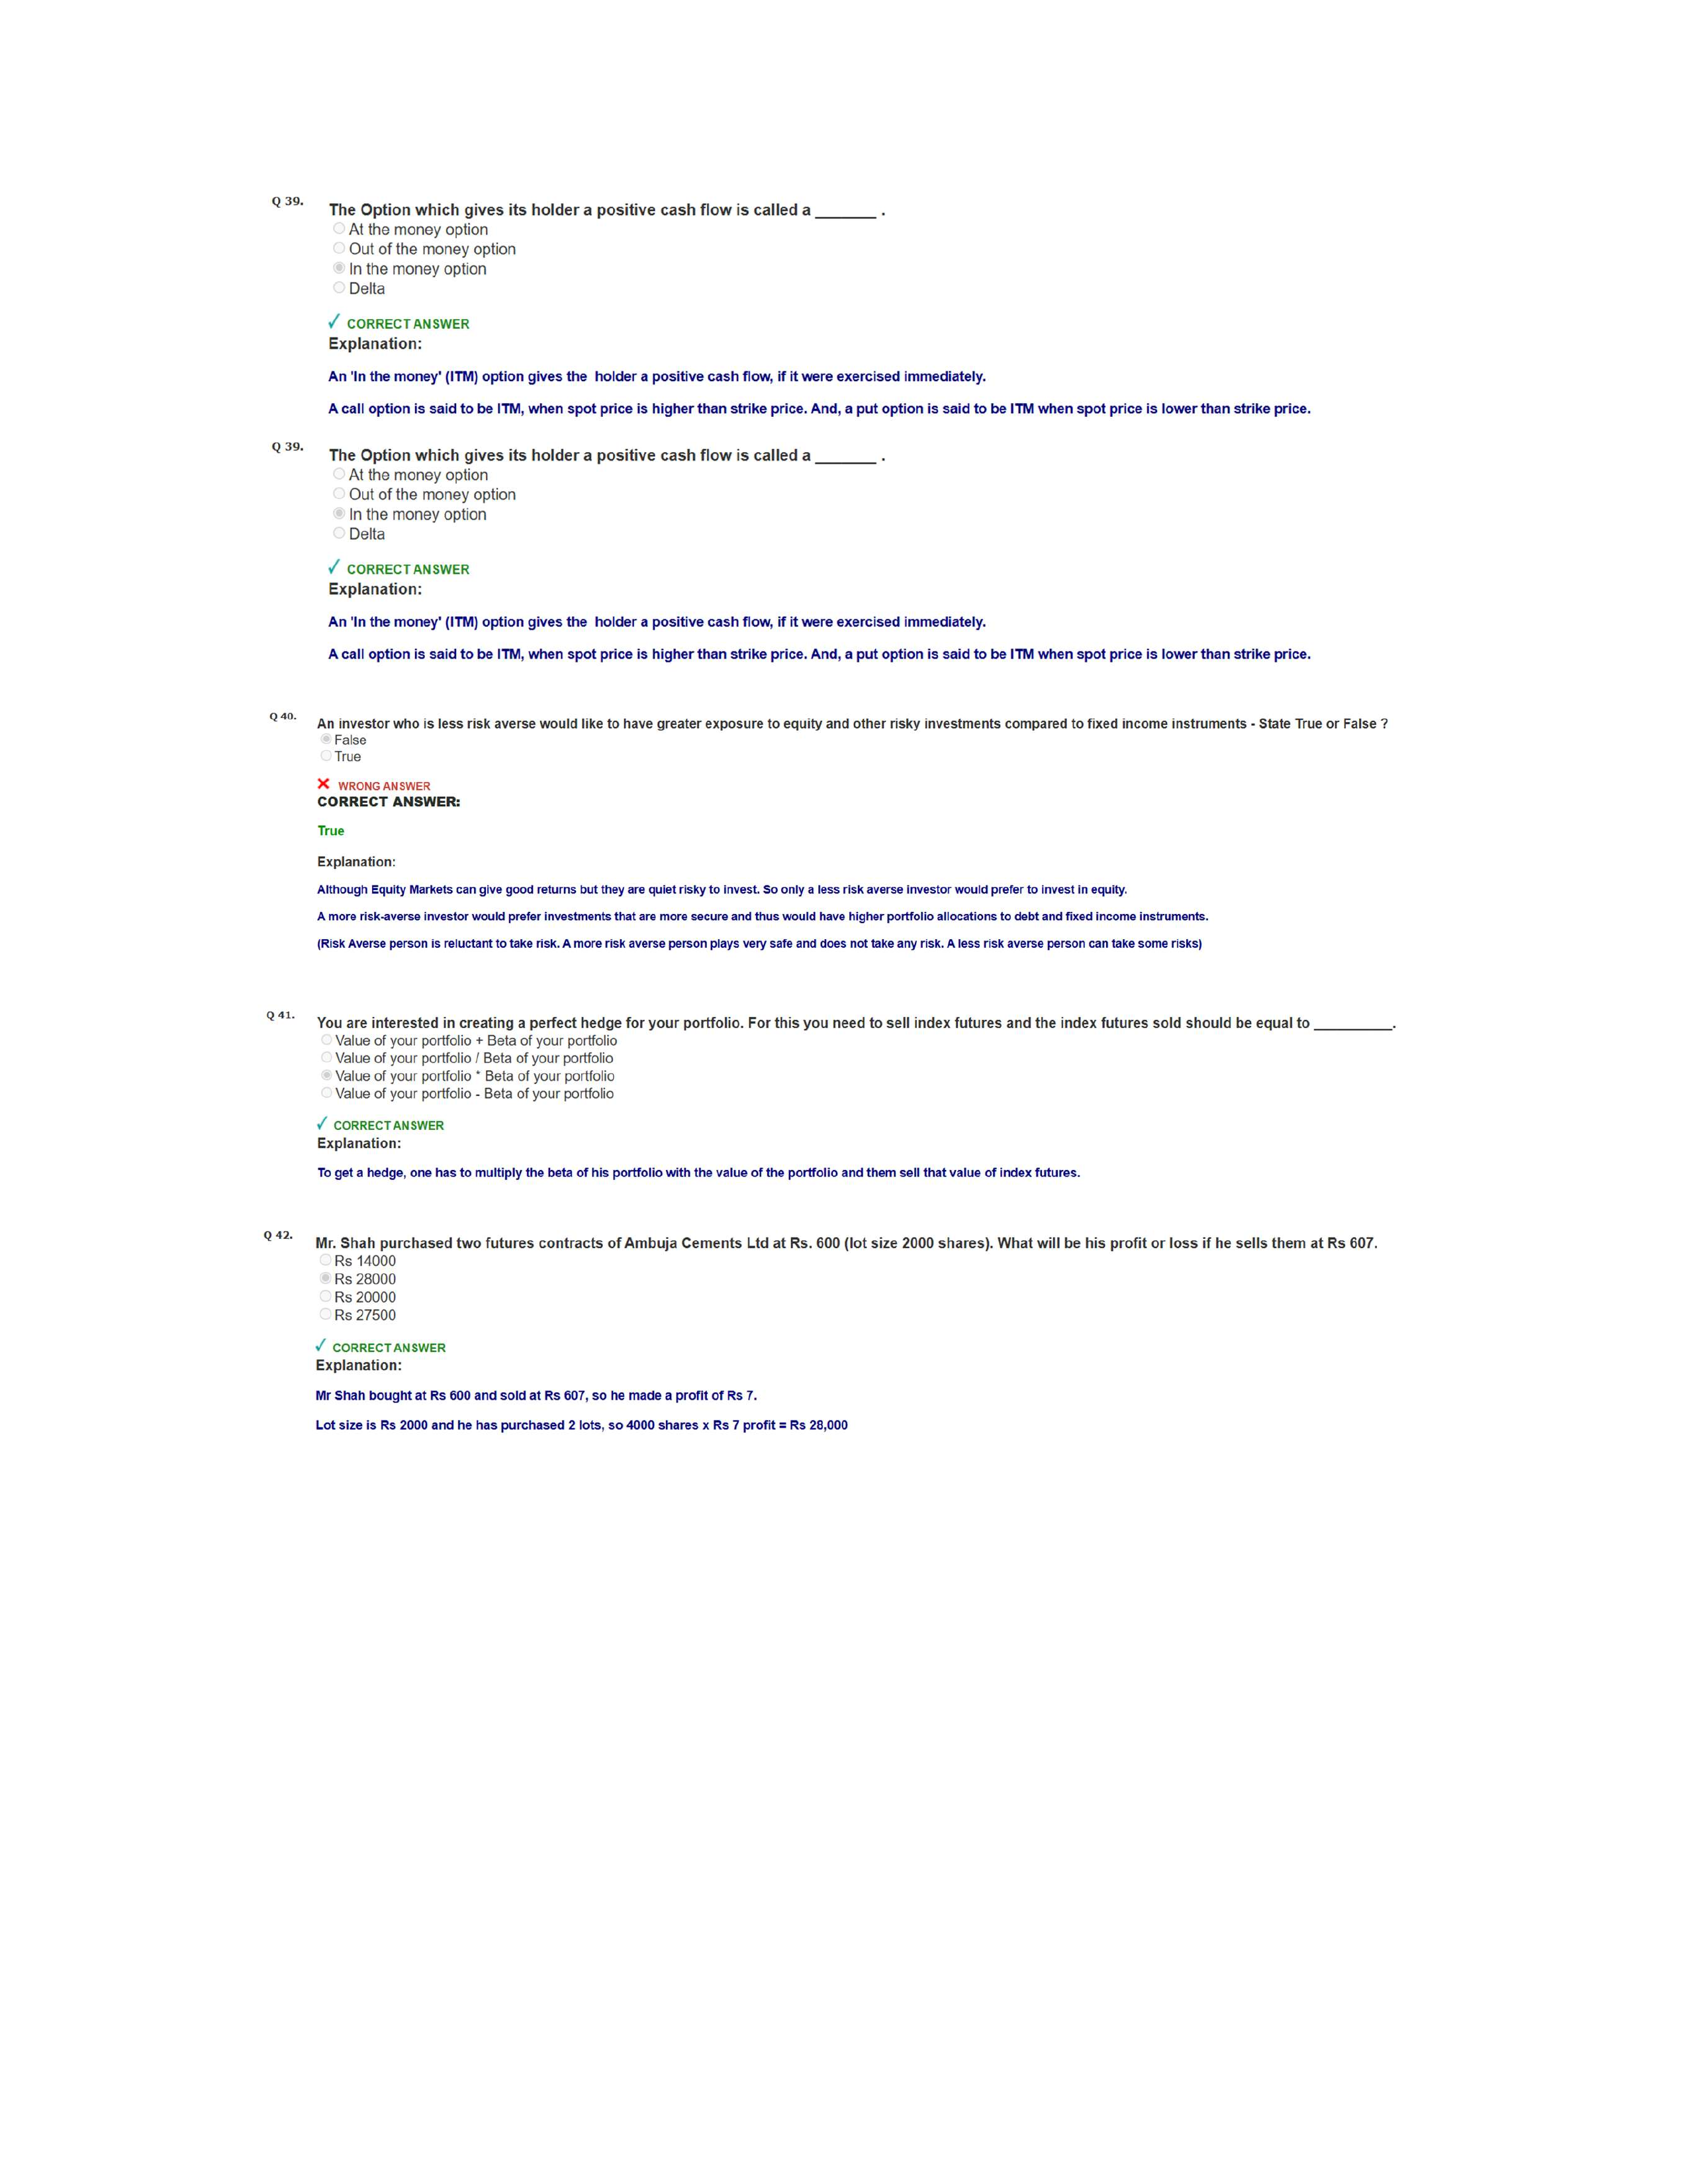 Q 39.
The Option which gives its holder a positive cash flow is called a _______ .
At the money option
Out of the money option
In the money option
Delta
✓ CORRECT ANSWER
Explanation:
An 'In the money' (ITM) option gives the  holder a positive cash flow, if it were exercised immediately.
A call option is said to be ITM, when spot price is higher than strike price. And, a put option is said to be ITM when spot price is lower than strike price.
Q 39.
The Option which gives its holder a positive cash flow is called a _______ .
At the money option
Out of the money option
In the money option
Delta
✓ CORRECT ANSWER
Explanation:
An 'In the money' (ITM) option gives the  holder a positive cash flow, if it were exercised immediately.
A call option is said to be ITM, when spot price is higher than strike price. And, a put option is said to be ITM when spot price is lower than strike price.
Q 40.
An investor who is less risk averse would like to have greater exposure to equity and other risky investments compared to fixed income instruments - State True or False ?
False
True
✗ WRONG ANSWER
CORRECT ANSWER:
True
Explanation:
Although Equity Markets can give good returns but they are quiet risky to invest. So only a less risk averse investor would prefer to invest in equity.
A more risk-averse investor would prefer investments that are more secure and thus would have higher portfolio allocations to debt and fixed income instruments.
(Risk Averse person is reluctant to take risk. A more risk averse person plays very safe and does not take any risk. A less risk averse person can take some risks)
Q 41.
You are interested in creating a perfect hedge for your portfolio. For this you need to sell index futures and the index futures sold should be equal to __________.
Value of your portfolio + Beta of your portfolio
Value of your portfolio / Beta of your portfolio
Value of your portfolio * Beta of your portfolio
Value of your portfolio - Beta of your portfolio
✓ CORRECT ANSWER
Explanation:
To get a hedge, one has to multiply the beta of his portfolio with the value of the portfolio and them sell that value of index futures.
Q 42.
Mr. Shah purchased two futures contracts of Ambuja Cements Ltd at Rs. 600 (lot size 2000 shares). What will be his profit or loss if he sells them at Rs 607.
Rs 14000
Rs 28000
Rs 20000
Rs 27500
✓ CORRECT ANSWER
Explanation:
Mr Shah bought at Rs 600 and sold at Rs 607, so he made a profit of Rs 7.
Lot size is Rs 2000 and he has purchased 2 lots, so 4000 shares x Rs 7 profit = Rs 28,000